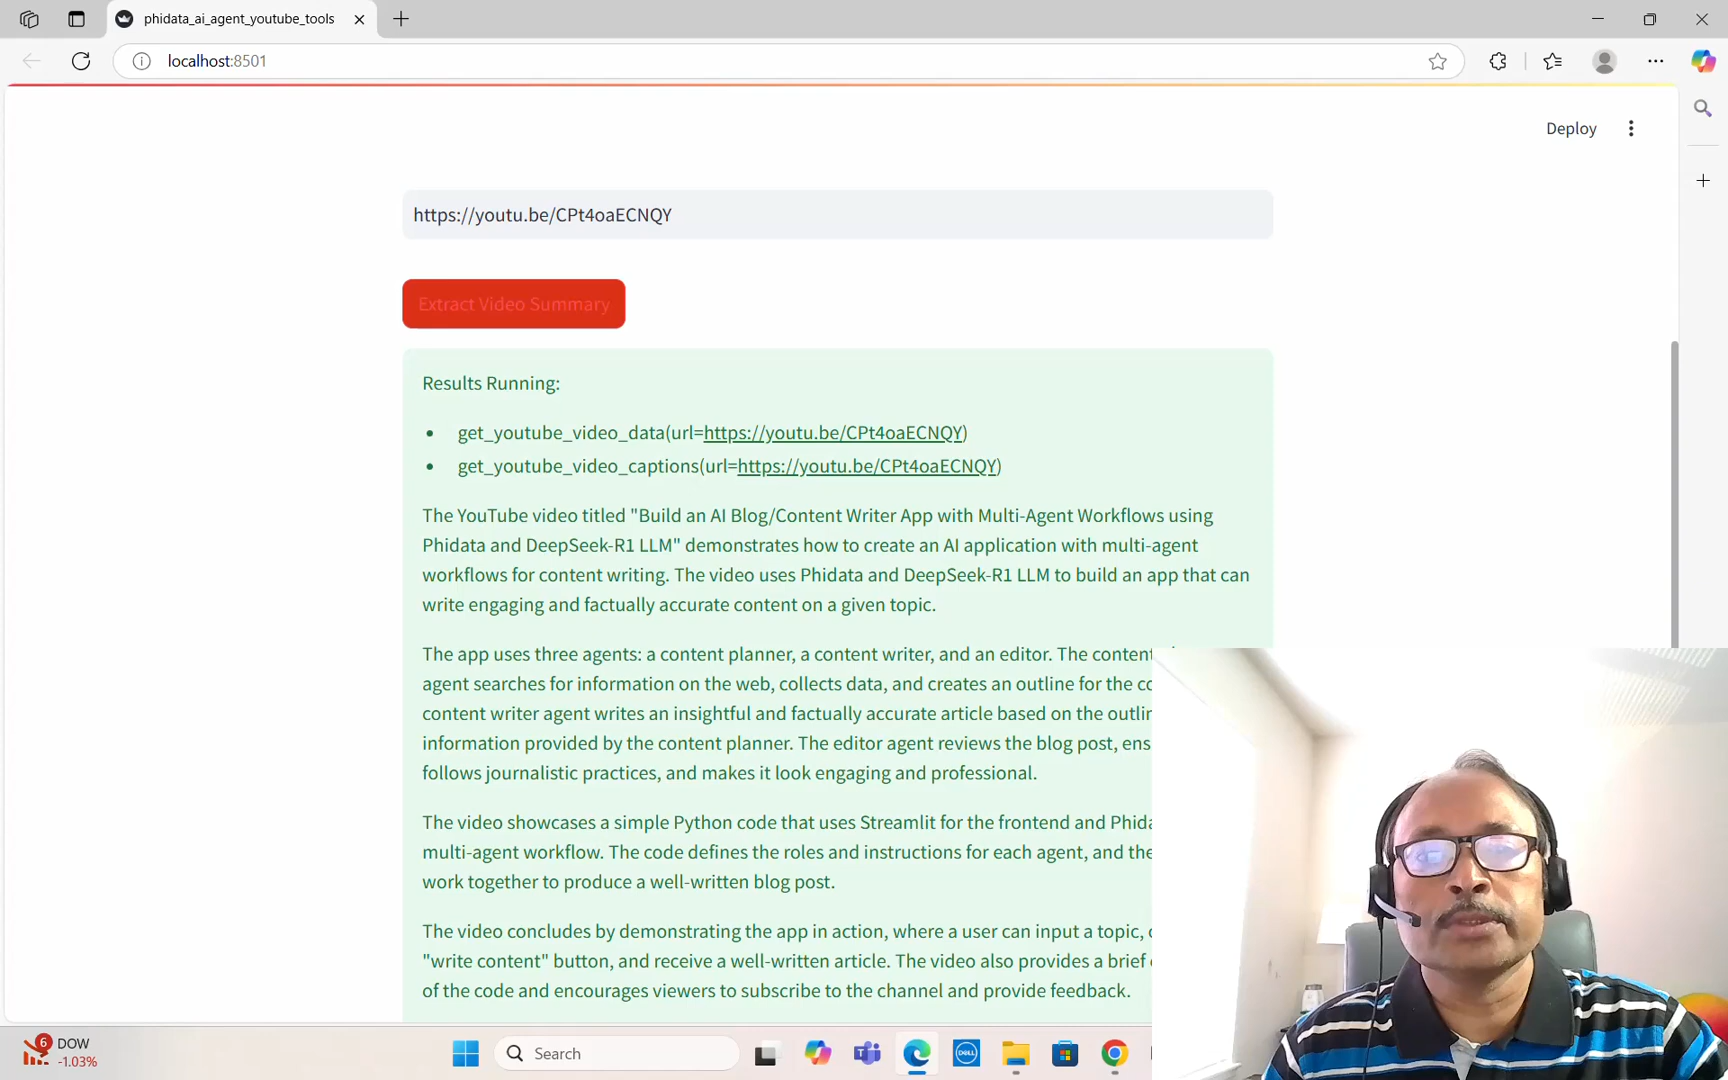 phidata_ai_agent_youtube_tools
localhost:8501
Deploy
https://youtu.be/CPt4oaECNQY
Extract Video Summary
Results Running:
get_youtube_video_data(url=https://youtu.be/CPt4oaECNQY)
get_youtube_video_captions(url=https://youtu.be/CPt4oaECNQY)
The YouTube video titled "Build an AI Blog/Content Writer App with Multi-Agent Workflows using
Phidata and DeepSeek-R1 LLM" demonstrates how to create an AI application with multi-agent
workflows for content writing. The video uses Phidata and DeepSeek-R1 LLM to build an app that can
write engaging and factually accurate content on a given topic.
The app uses three agents: a content planner, a content writer, and an editor. The content
agent searches for information on the web, collects data, and creates an outline for the
content writer agent writes an insightful and factually accurate article based on the
information provided by the content planner. The editor agent reviews the blog post,
follows journalistic practices, and makes it look engaging and professional.
The video showcases a simple Python code that uses Streamlit for the frontend and
multi-agent workflow. The code defines the roles and instructions for each agent, and
work together to produce a well-written blog post.
The video concludes by demonstrating the app in action, where a user can input a topic,
"write content" button, and receive a well-written article. The video also provides a brief
of the code and encourages viewers to subscribe to the channel and provide feedback.
6
DOW
-1.03%
Search
DELL